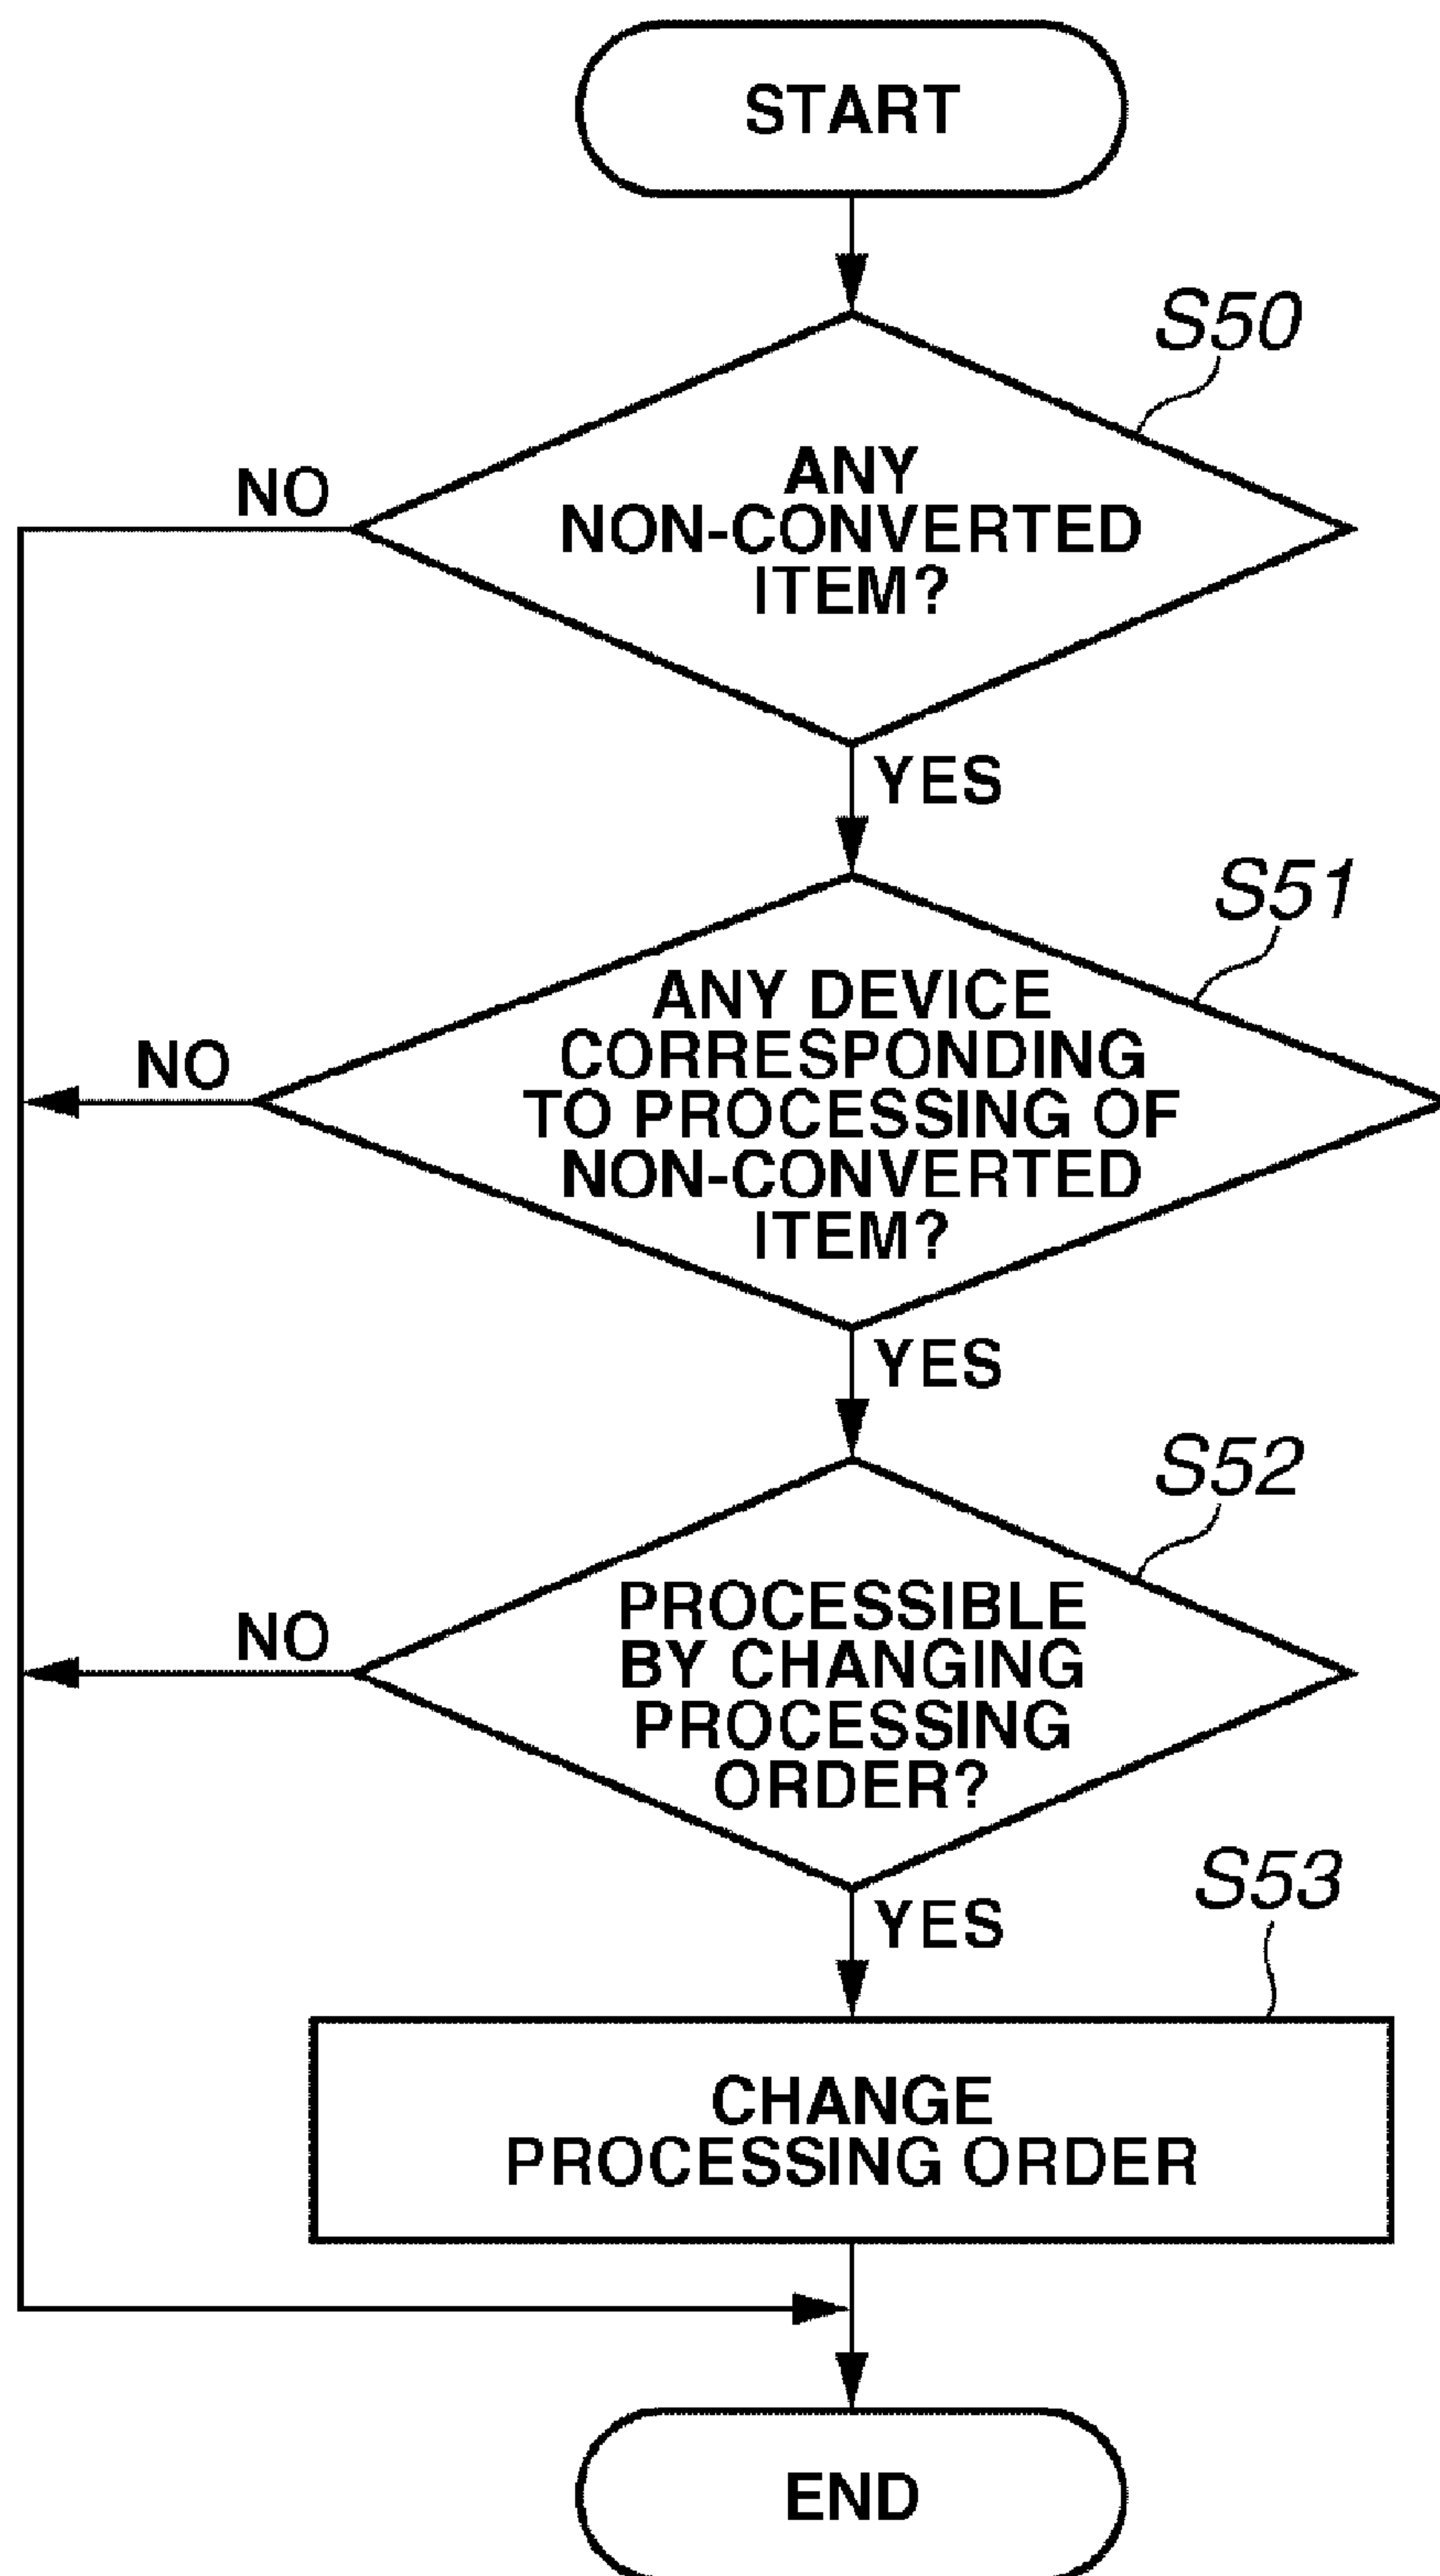 START
S50
ANY
NON-CONVERTED
ITEM?
NO
YES
S51
ANY DEVICE
CORRESPONDING
TO PROCESSING OF
NON-CONVERTED
ITEM?
NO
YES
S52
PROCESSIBLE
BY CHANGING
PROCESSING
ORDER?
NO
YES
S53
CHANGE
PROCESSING ORDER
END